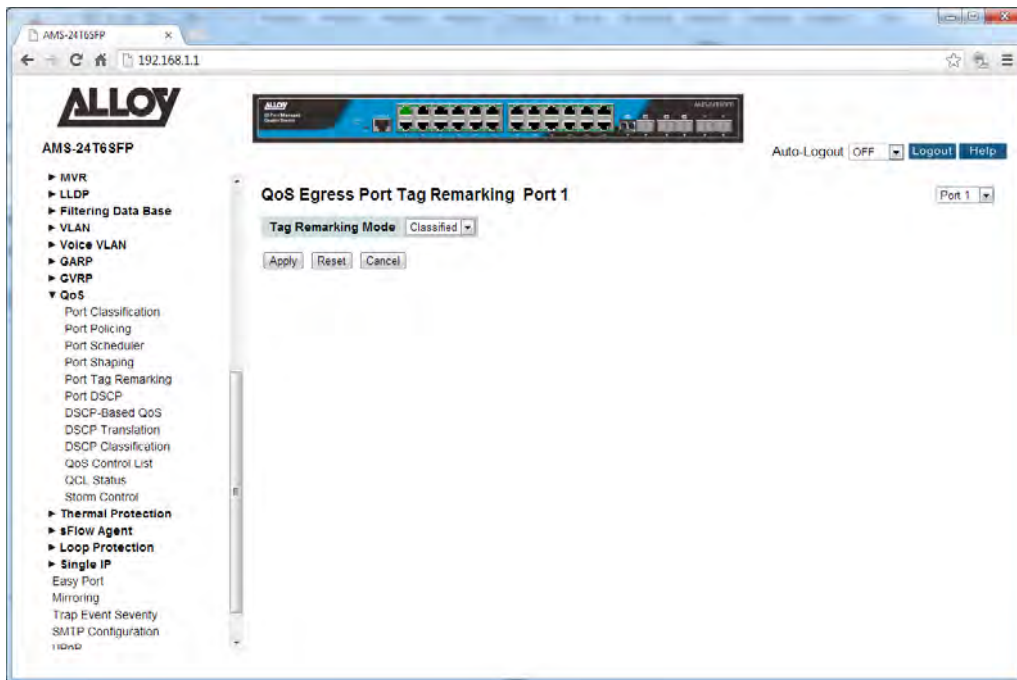 AMS-24T6SFP
192.168.1.1
ALLOY
ALLOY
AMS-24T6SFP
Auto-Logout OFF Logout Help
► MVR
► LLDP
► Filtering Data Base
► VLAN
► Voice VLAN
► GARP
► GVRP
▼ QoS
Port Classification
Port Policing
Port Scheduler
Port Shaping
Port Tag Remarking
Port DSCP
DSCP-Based QoS
DSCP Translation
DSCP Classification
QoS Control List
QCL Status
Storm Control
► Thermal Protection
► sFlow Agent
► Loop Protection
► Single IP
Easy Port
Mirroring
Trap Event Severity
SMTP Configuration
UPnP
QoS Egress Port Tag Remarking Port 1
Port 1
Tag Remarking Mode Classified
Apply Reset Cancel